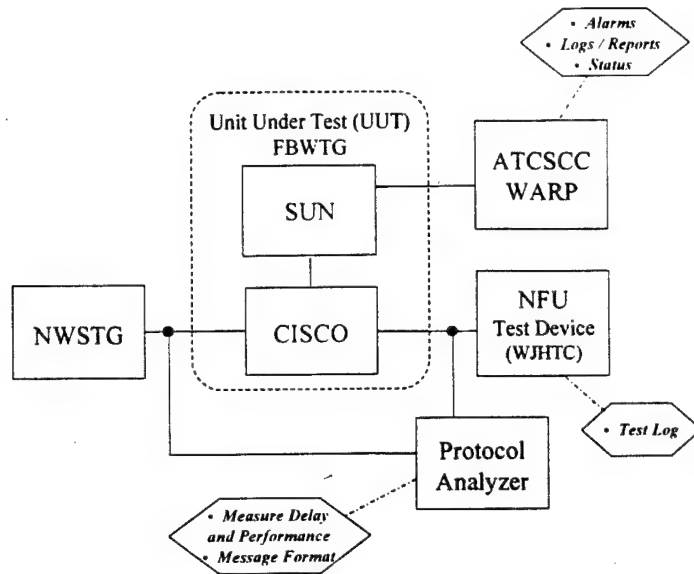 • Alarms
• Logs / Reports
• Status
Unit Under Test (UUT)
FBWTG
SUN
ATCSCC
WARP
NWSTG
CISCO
NFU
Test Device
(WJHTC)
• Test Log
Protocol
Analyzer
• Measure Delay
and Performance
• Message Format